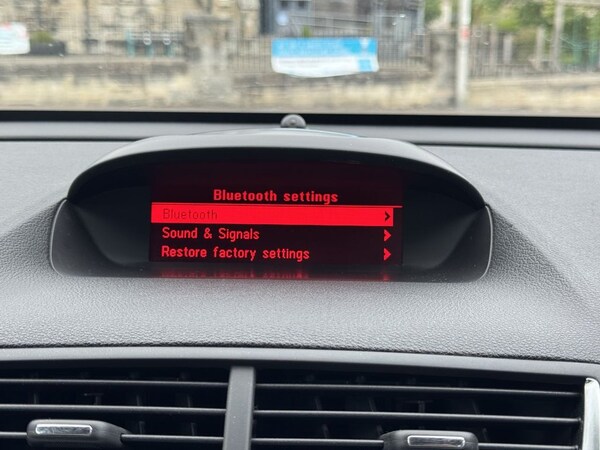 Bluetooth settings
Bluetooth
Sound & Signals
Restore factory settings